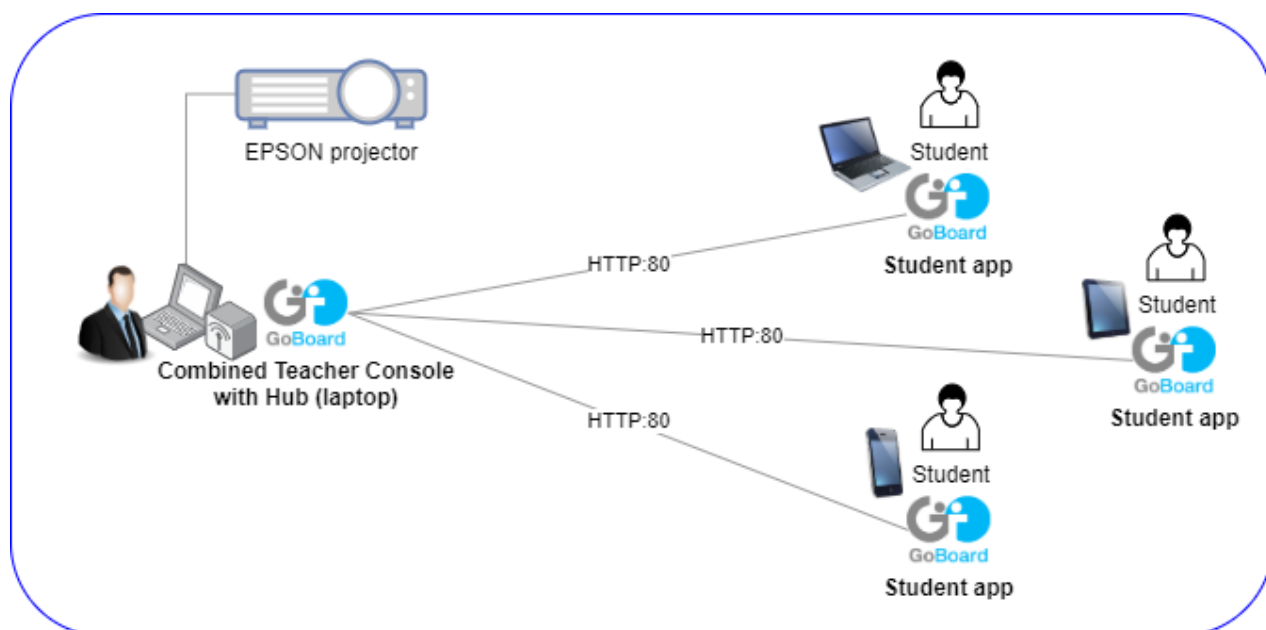 EPSON projector
Student
GoBoard
Student app
HTTP:80
Student
GoBoard
Student app
HTTP:80
GoBoard
Combined Teacher Console
with Hub (laptop)
HTTP:80
Student
GoBoard
Student app